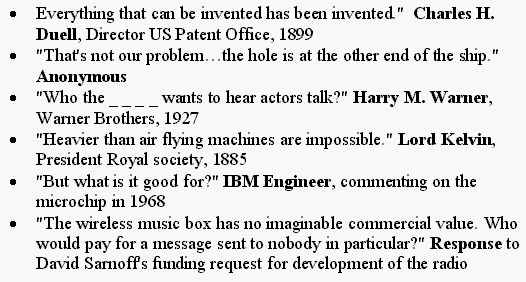 • Everything that can be invented has been invented." Charles H.
Duell, Director US Patent Office, 1899
• "That's not our problem…the hole is at the other end of the ship."
Anonymous
• "Who the _ _ _ _ wants to hear actors talk?" Harry M. Warner,
Warner Brothers, 1927
• "Heavier than air flying machines are impossible." Lord Kelvin,
President Royal society, 1885
• "But what is it good for?" IBM Engineer, commenting on the
microchip in 1968
• "The wireless music box has no imaginable commercial value. Who
would pay for a message sent to nobody in particular?" Response to
David Sarnoff's funding request for development of the radio